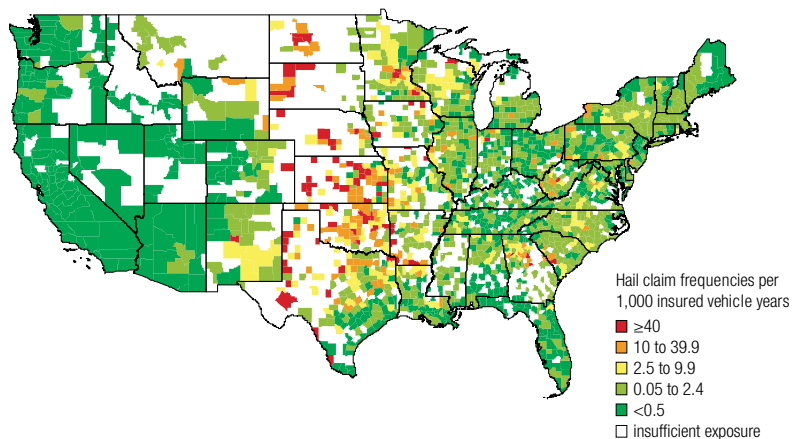 Hail claim frequencies per
1,000 insured vehicle years
≥40
10 to 39.9
2.5 to 9.9
0.05 to 2.4
<0.5
insufficient exposure